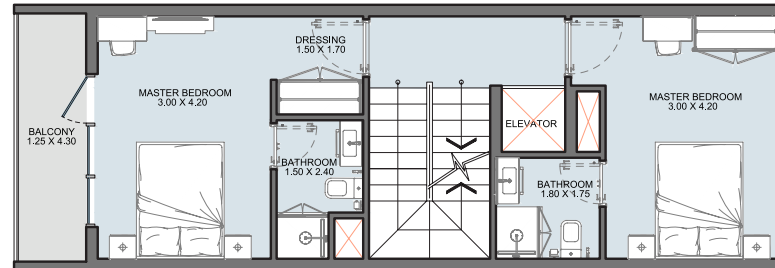 DRESSING
1.50 X 1.70
MASTER BEDROOM
3.00 X 4.20
MASTER BEDROOM
3.00 X 4.20
BALCONY
1.25 X 4.30
ELEVATOR
BATHROOM
1.50 X 2.40
BATHROOM
1.80 X 1.75